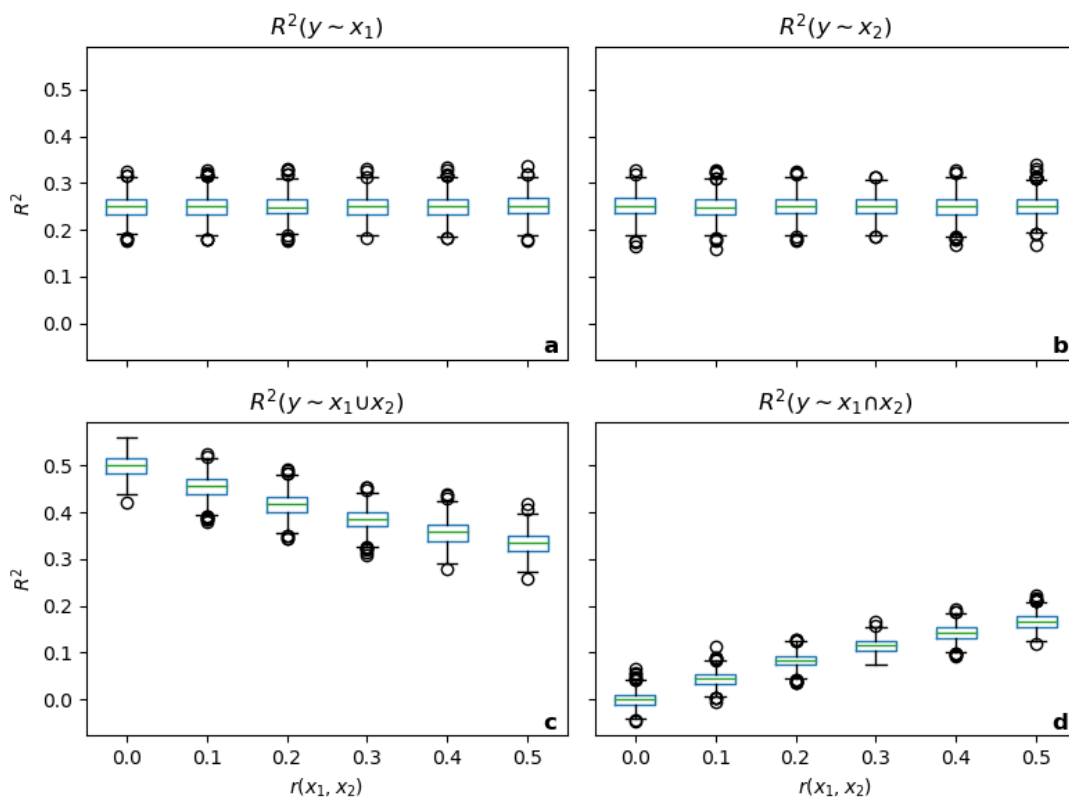 R²(y ~ x₁)
R²(y ~ x₂)
R²
0.5
0.4
0.3
0.2
0.1
0.0
a
b
R²(y ~ x₁∪x₂)
R²(y ~ x₁∩x₂)
R²
0.5
0.4
0.3
0.2
0.1
0.0
c
d
0.0 0.1 0.2 0.3 0.4 0.5
0.0 0.1 0.2 0.3 0.4 0.5
r(x₁, x₂)
r(x₁, x₂)